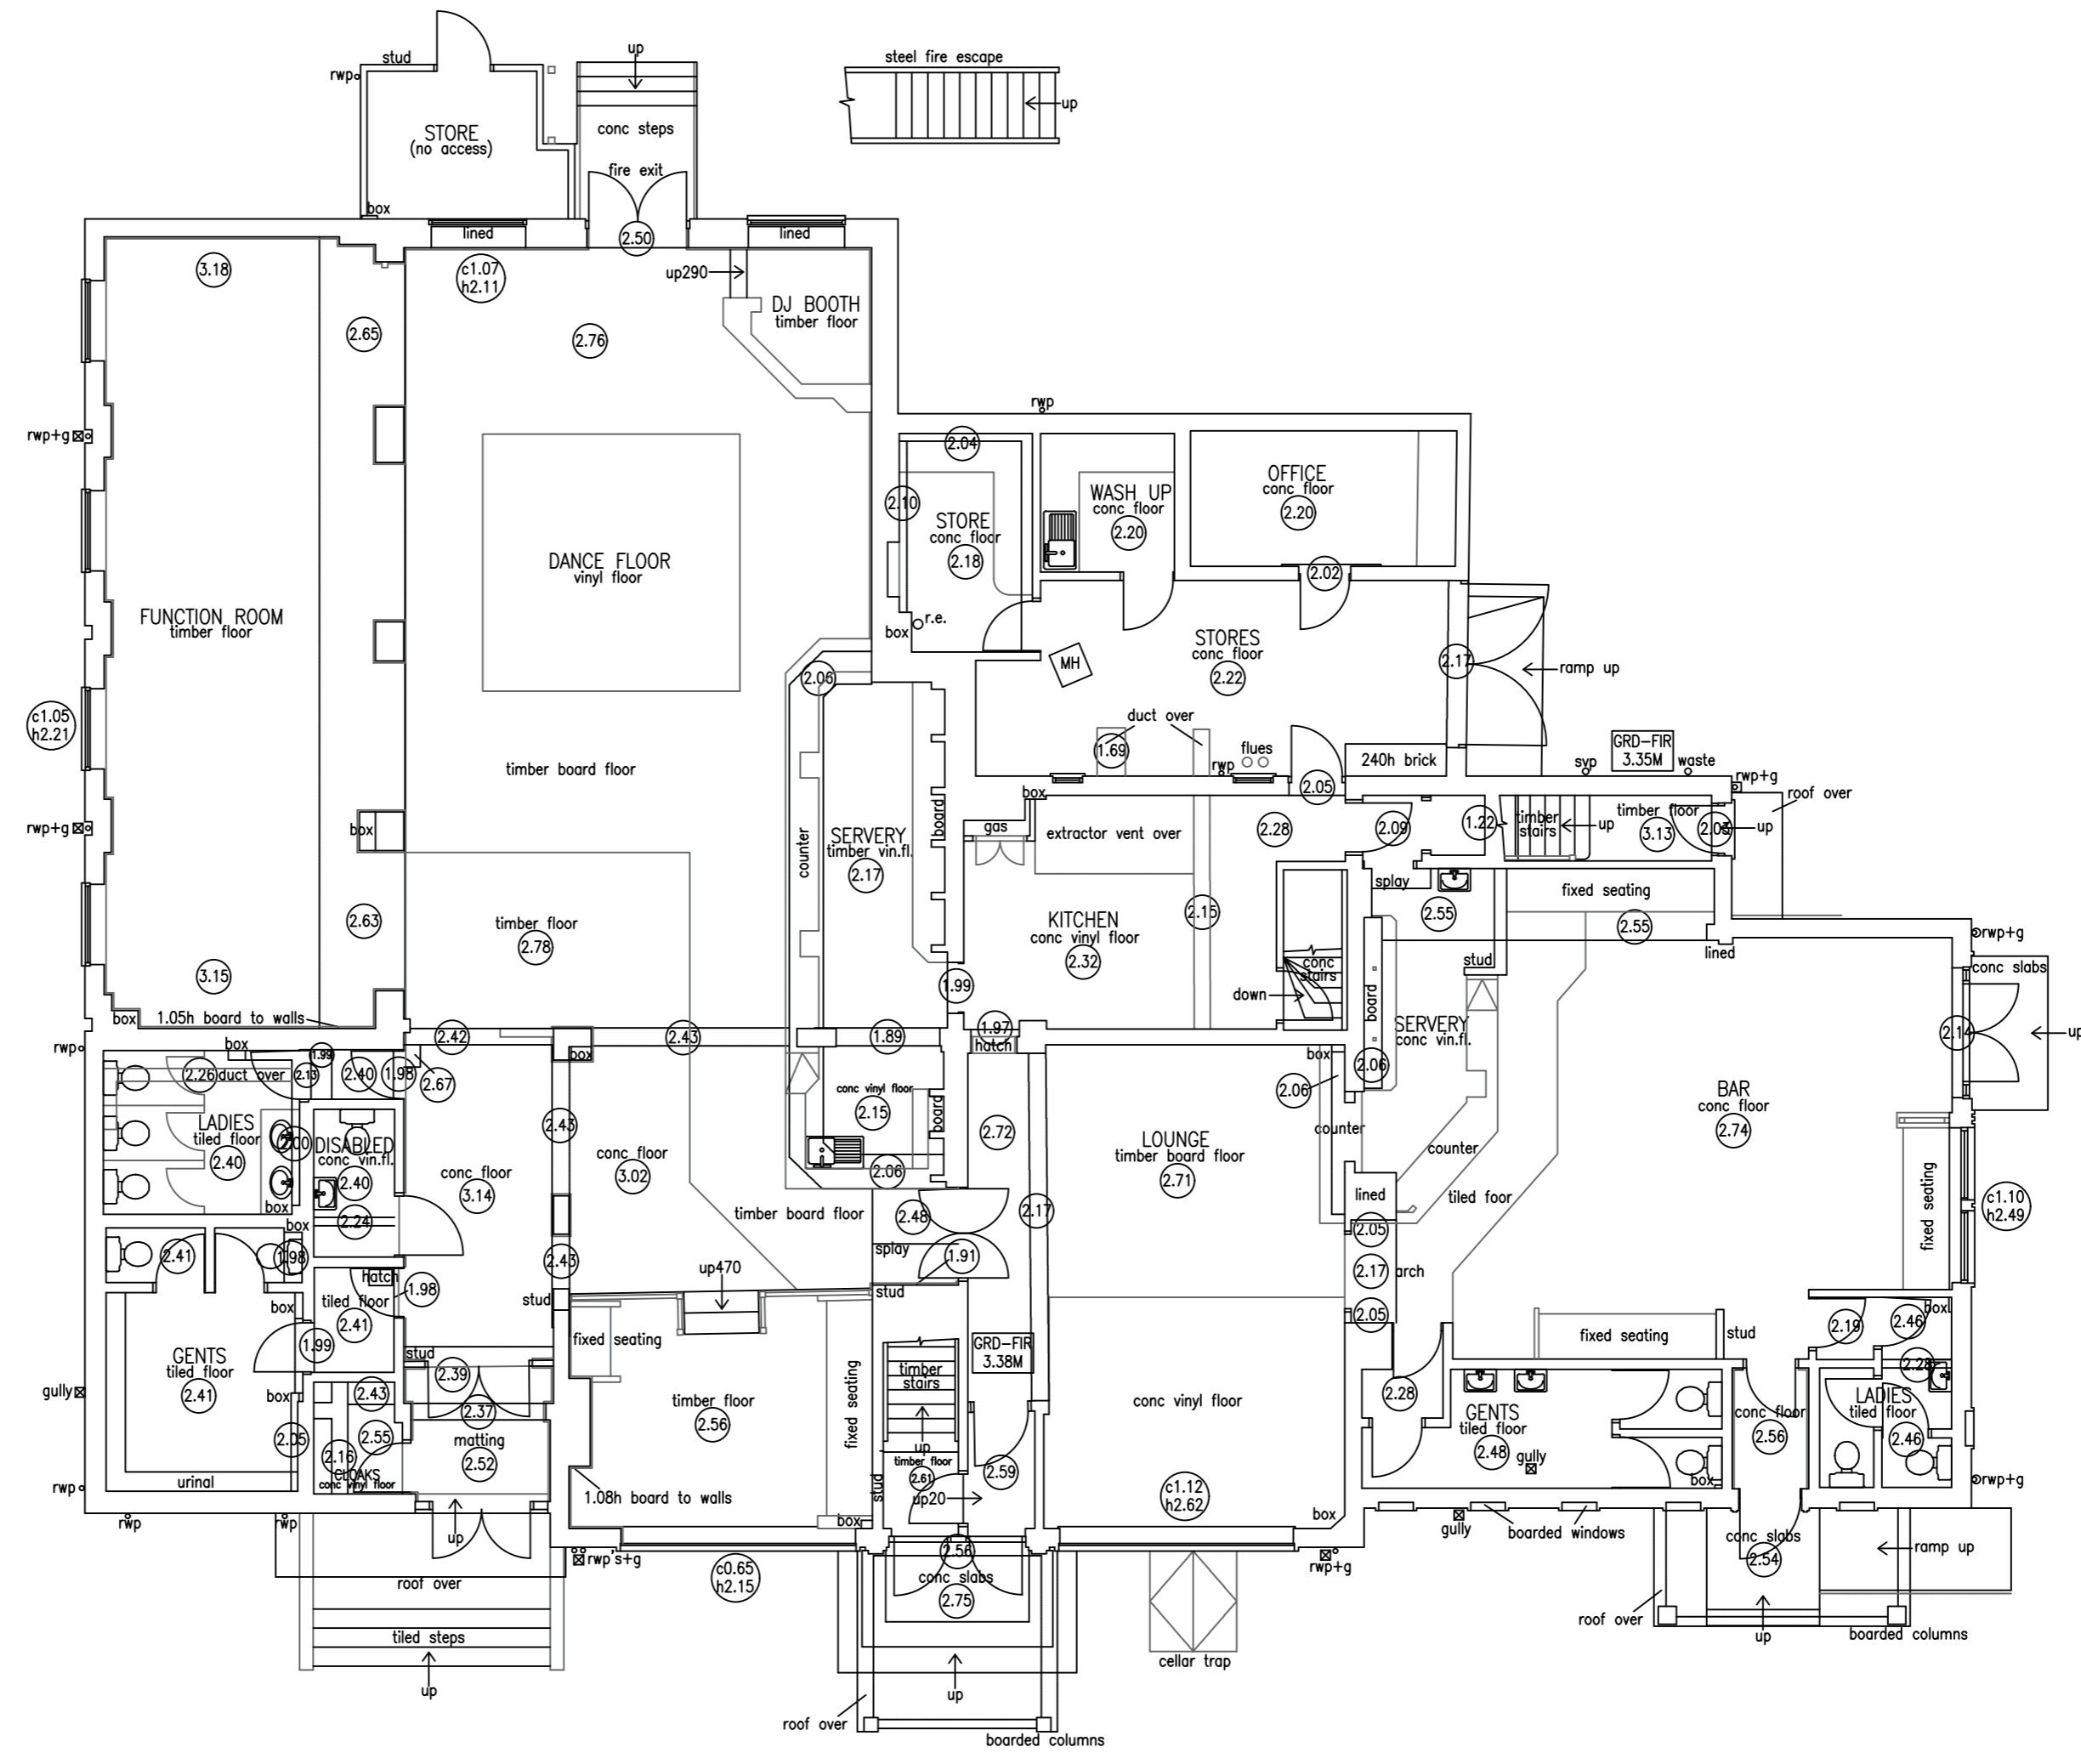 up
steel fire escape
stud
rwp
up
STORE
(no access)
conc steps
fire exit
box
lined
2.50
lined
3.18
c1.07
h2.11
up290
DJ BOOTH
timber floor
2.65
2.76
rwp
rwp+g
2.04
2.10
WASH UP
conc floor
2.20
OFFICE
conc floor
2.20
STORE
conc floor
2.18
DANCE FLOOR
vinyl floor
2.02
FUNCTION ROOM
timber floor
r.e.
box
STORES
conc floor
2.22
MH
2.17
ramp up
2.06
c1.05
h2.21
duct over
1.69
flues
rwp
240h brick
GRD-FIR
3.35M
svp
waste
rwp+g
timber board floor
box
2.05
roof over
rwp+g
box
counter
SERVERY
timber vin.fl.
2.17
board
gas
extractor vent over
2.28
2.09
1.22
timber
stairs
up
timber floor
3.13
2.03
up
splay
fixed seating
2.63
timber floor
2.78
KITCHEN
conc vinyl floor
2.32
2.15
2.55
2.55
rwp+g
lined
stud
conc slabs
3.15
1.99
conc
stairs
down
board
box
1.05h board to walls
SERVERY
conc vin.fl.
2.14
up
rwp
box
2.42
2.43
1.89
1.97
hatch
box
box
2.26
duct over
2.13
1.99
2.40
1.98
2.67
2.06
2.06
conc vinyl floor
2.15
board
BAR
conc floor
2.74
LADIES
tiled floor
2.40
2.00
DISABLED
conc vin.fl.
2.40
2.43
2.72
counter
LOUNGE
timber board floor
2.71
counter
conc floor
3.14
conc floor
3.02
2.06
fixed seating
c1.10
h2.49
box
box
2.24
timber board floor
2.48
2.17
lined
tiled foor
2.05
2.41
1.98
2.43
splay
1.91
2.17
arch
hatch
1.98
up470
stud
stud
box
tiled floor
2.41
2.05
fixed seating
GRD-FIR
3.38M
fixed seating
stud
2.19
2.46
box
1.99
GENTS
tiled floor
2.41
stud
2.39
timber
stairs
2.28
gully
box
2.43
2.37
timber floor
2.56
fixed seating
conc vinyl floor
2.28
LADIES
tiled floor
2.46
GENTS
tiled floor
2.48
conc floor
2.56
2.05
2.55
matting
2.52
up
2.16
CLOAKS
conc vinyl floor
timber floor
2.61
2.59
gully
box
rwp+g
urinal
rwp
stud
up20
1.08h board to walls
c1.12
h2.62
box
box
rwp
rwp
up
gully
boarded windows
conc slabs
2.54
ramp up
rwp's+g
2.56
conc slabs
2.75
rwp+g
roof over
c0.65
h2.15
roof over
up
boarded columns
tiled steps
up
cellar trap
up
roof over
boarded columns